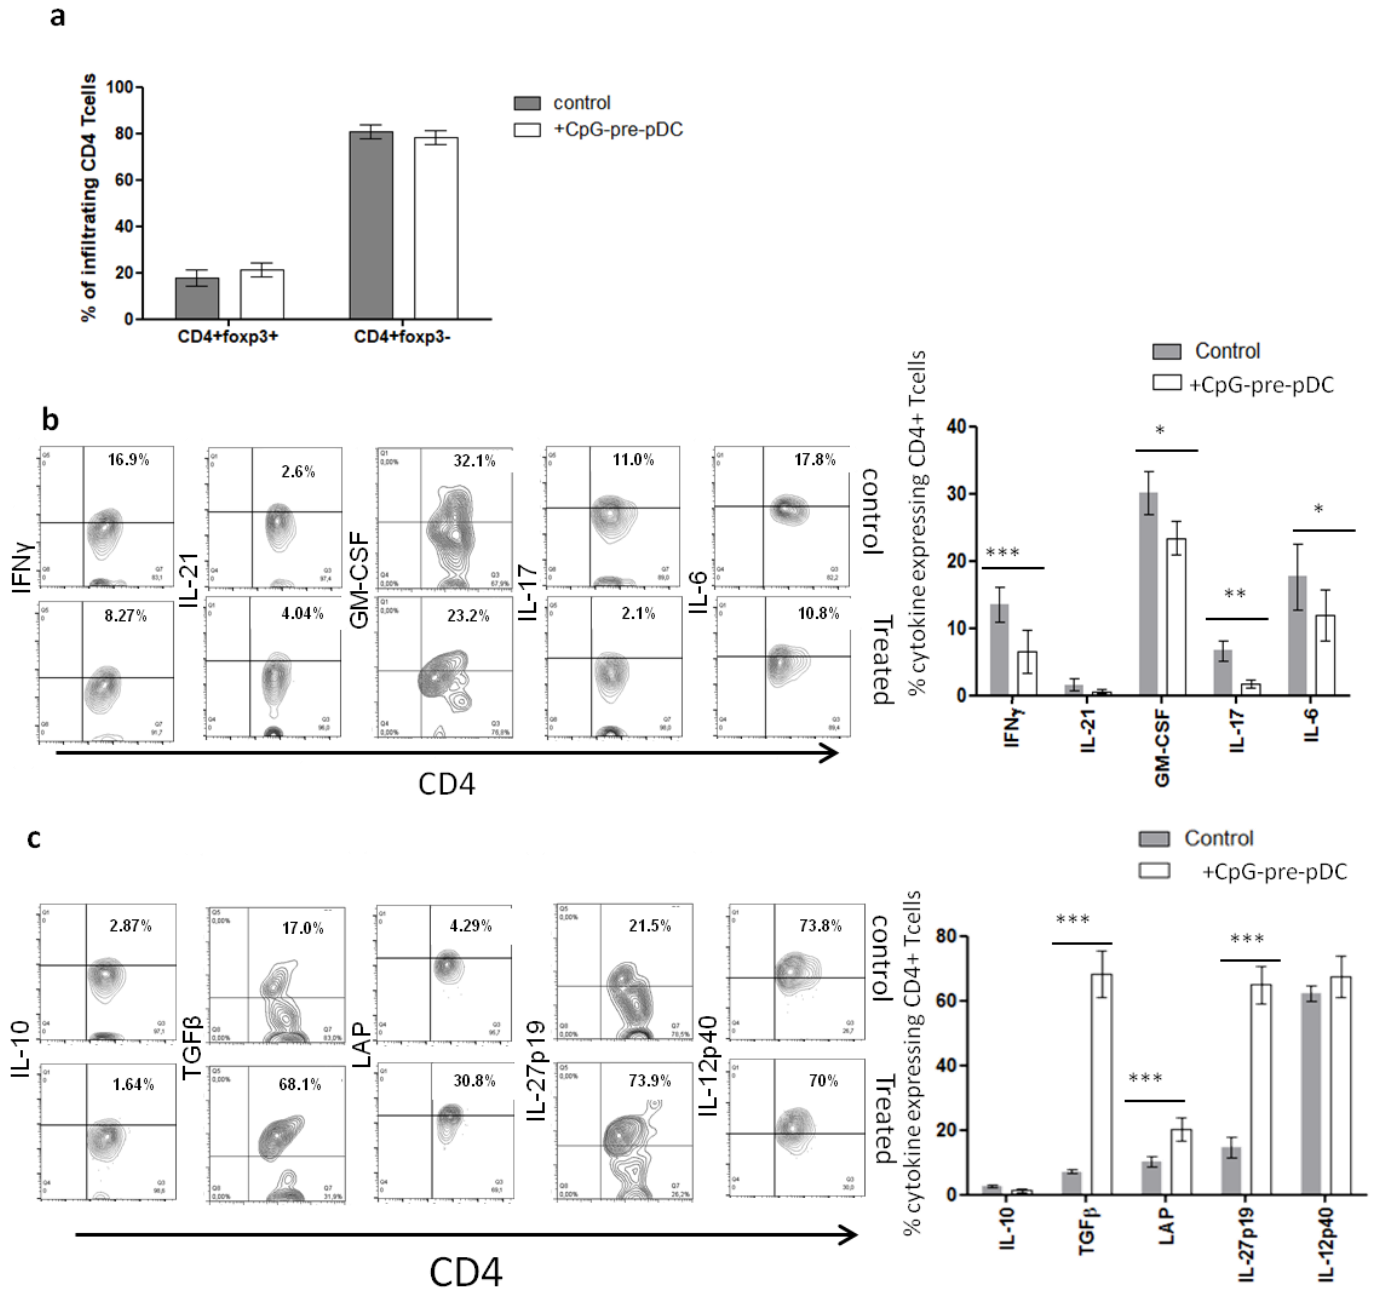 a
% of infiltrating CD4 Tcells
100
80
60
40
20
0
CD4+foxp3+
CD4+foxp3-
control
+CpG-pre-pDC
b
IFNγ
16.9%
8.27%
IL-21
2.6%
4.04%
GM-CSF
32.1%
23.2%
IL-17
11.0%
2.1%
IL-6
17.8%
10.8%
control
Treated
CD4
Control
+CpG-pre-pDC
% cytokine expressing CD4+ Tcells
40
30
20
10
0
***
*
**
*
IFNγ
IL-21
GM-CSF
IL-17
IL-6
c
IL-10
2.87%
1.64%
TGFβ
17.0%
68.1%
LAP
4.29%
30.8%
IL-27p19
21.5%
73.9%
IL-12p40
73.8%
70%
control
Treated
CD4
Control
+CpG-pre-pDC
% cytokine expressing CD4+ Tcells
80
60
40
20
0
***
***
***
IL-10
TGFβ
LAP
IL-27p19
IL-12p40